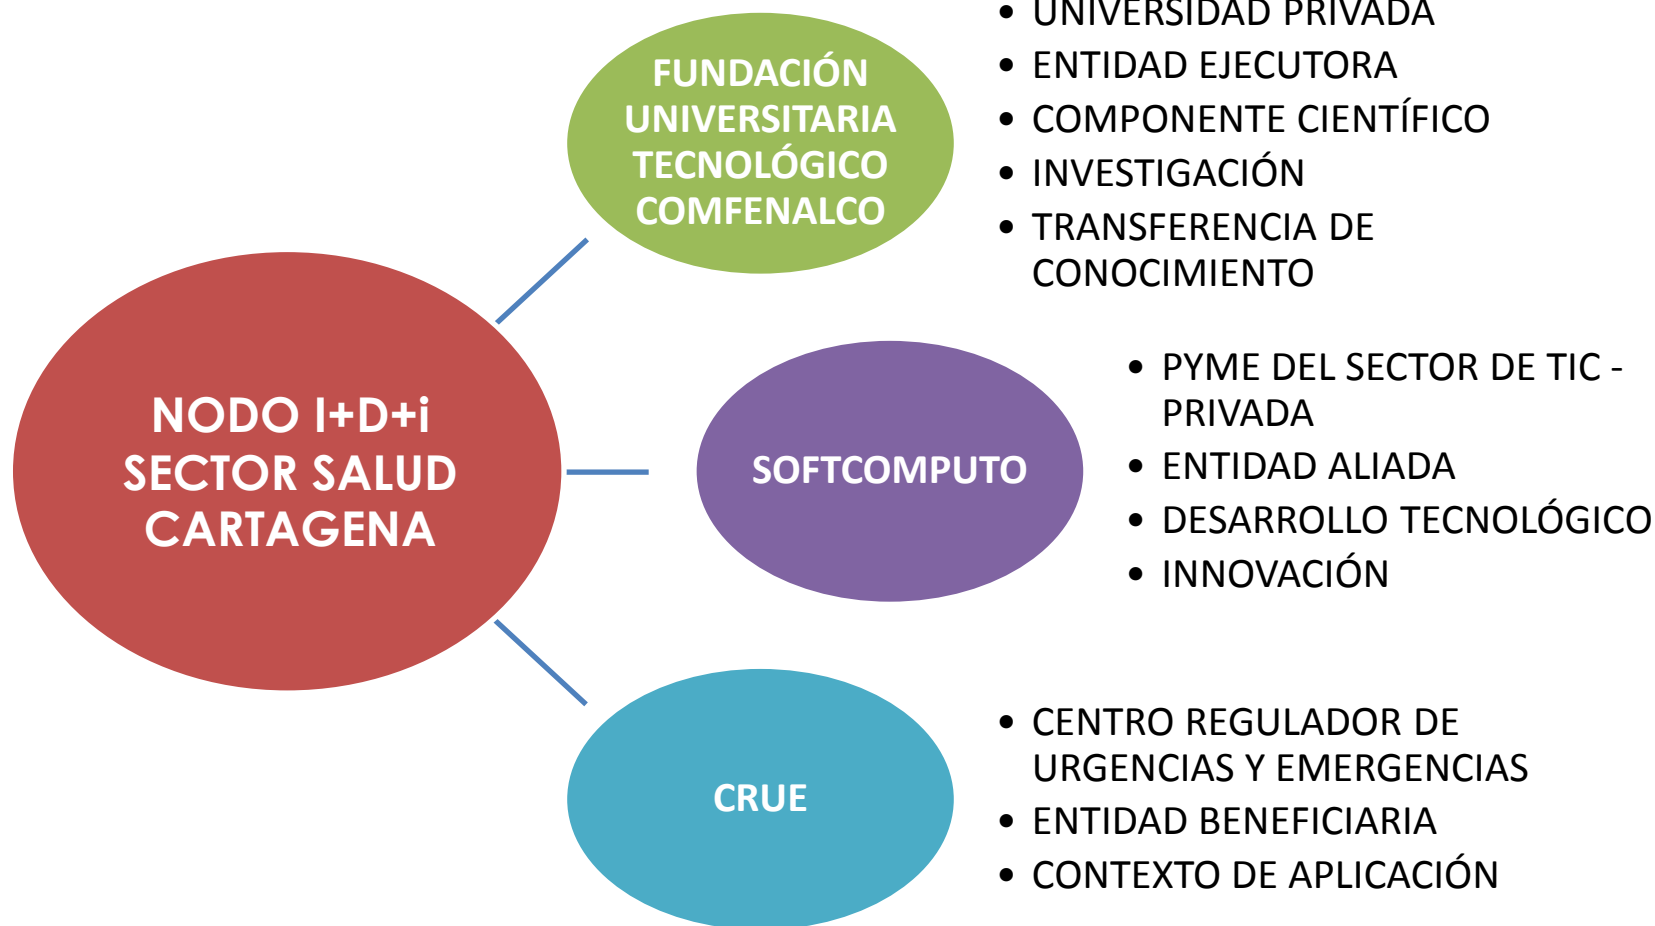 NODO I+D+i
SECTOR SALUD
CARTAGENA
FUNDACIÓN
UNIVERSITARIA
TECNOLÓGICO
COMFENALCO
• UNIVERSIDAD PRIVADA
• ENTIDAD EJECUTORA
• COMPONENTE CIENTÍFICO
• INVESTIGACIÓN
• TRANSFERENCIA DE
CONOCIMIENTO
SOFTCOMPUTO
• PYME DEL SECTOR DE TIC -
PRIVADA
• ENTIDAD ALIADA
• DESARROLLO TECNOLÓGICO
• INNOVACIÓN
CRUE
• CENTRO REGULADOR DE
URGENCIAS Y EMERGENCIAS
• ENTIDAD BENEFICIARIA
• CONTEXTO DE APLICACIÓN